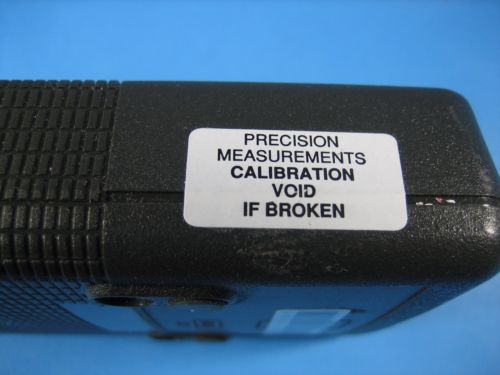 PRECISION
MEASUREMENTS
CALIBRATION
VOID
IF BROKEN